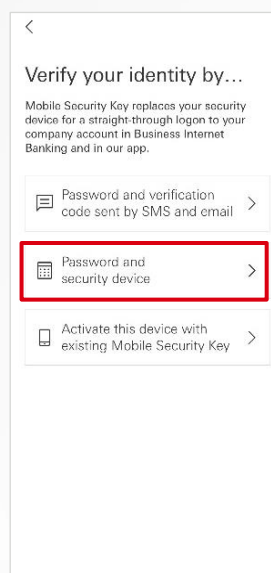 Verify your identity by...
Mobile Security Key replaces your security
device for a straight-through logon to your
company account in Business Internet
Banking and in our app.
Password and verification
code sent by SMS and email
Password and
security device
Activate this device with
existing Mobile Security Key